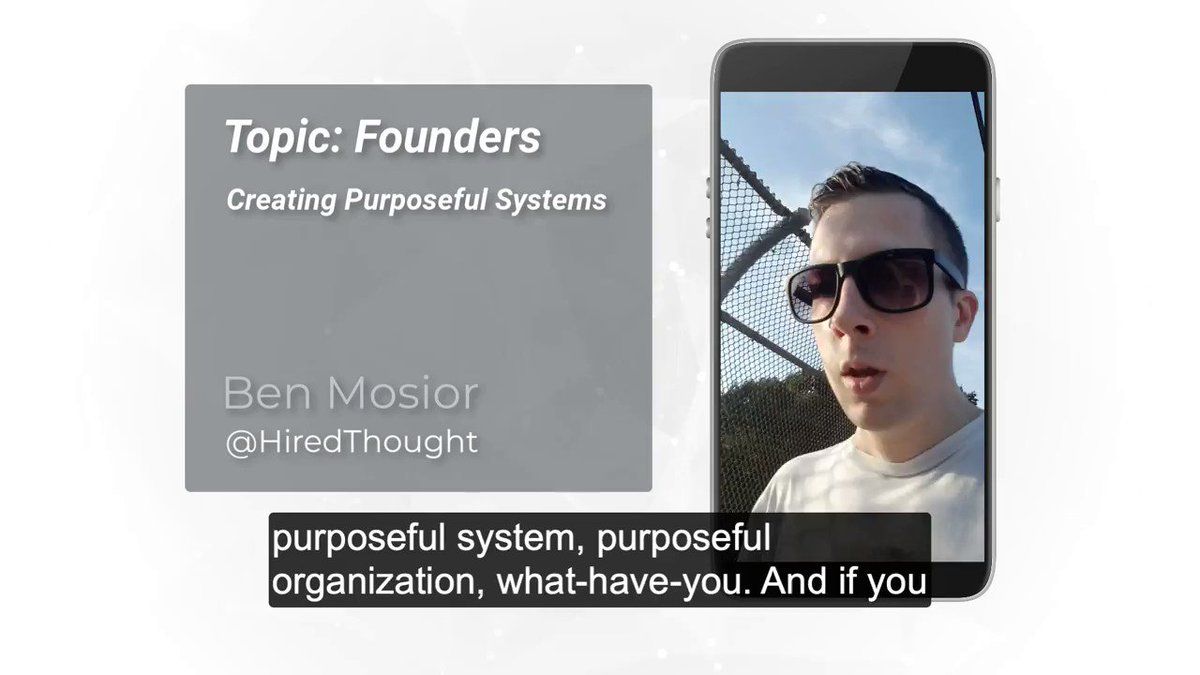 Topic: Founders
Creating Purposeful Systems
Ben Mosior
@HiredThought
purposeful system, purposeful
organization, what-have-you. And if you